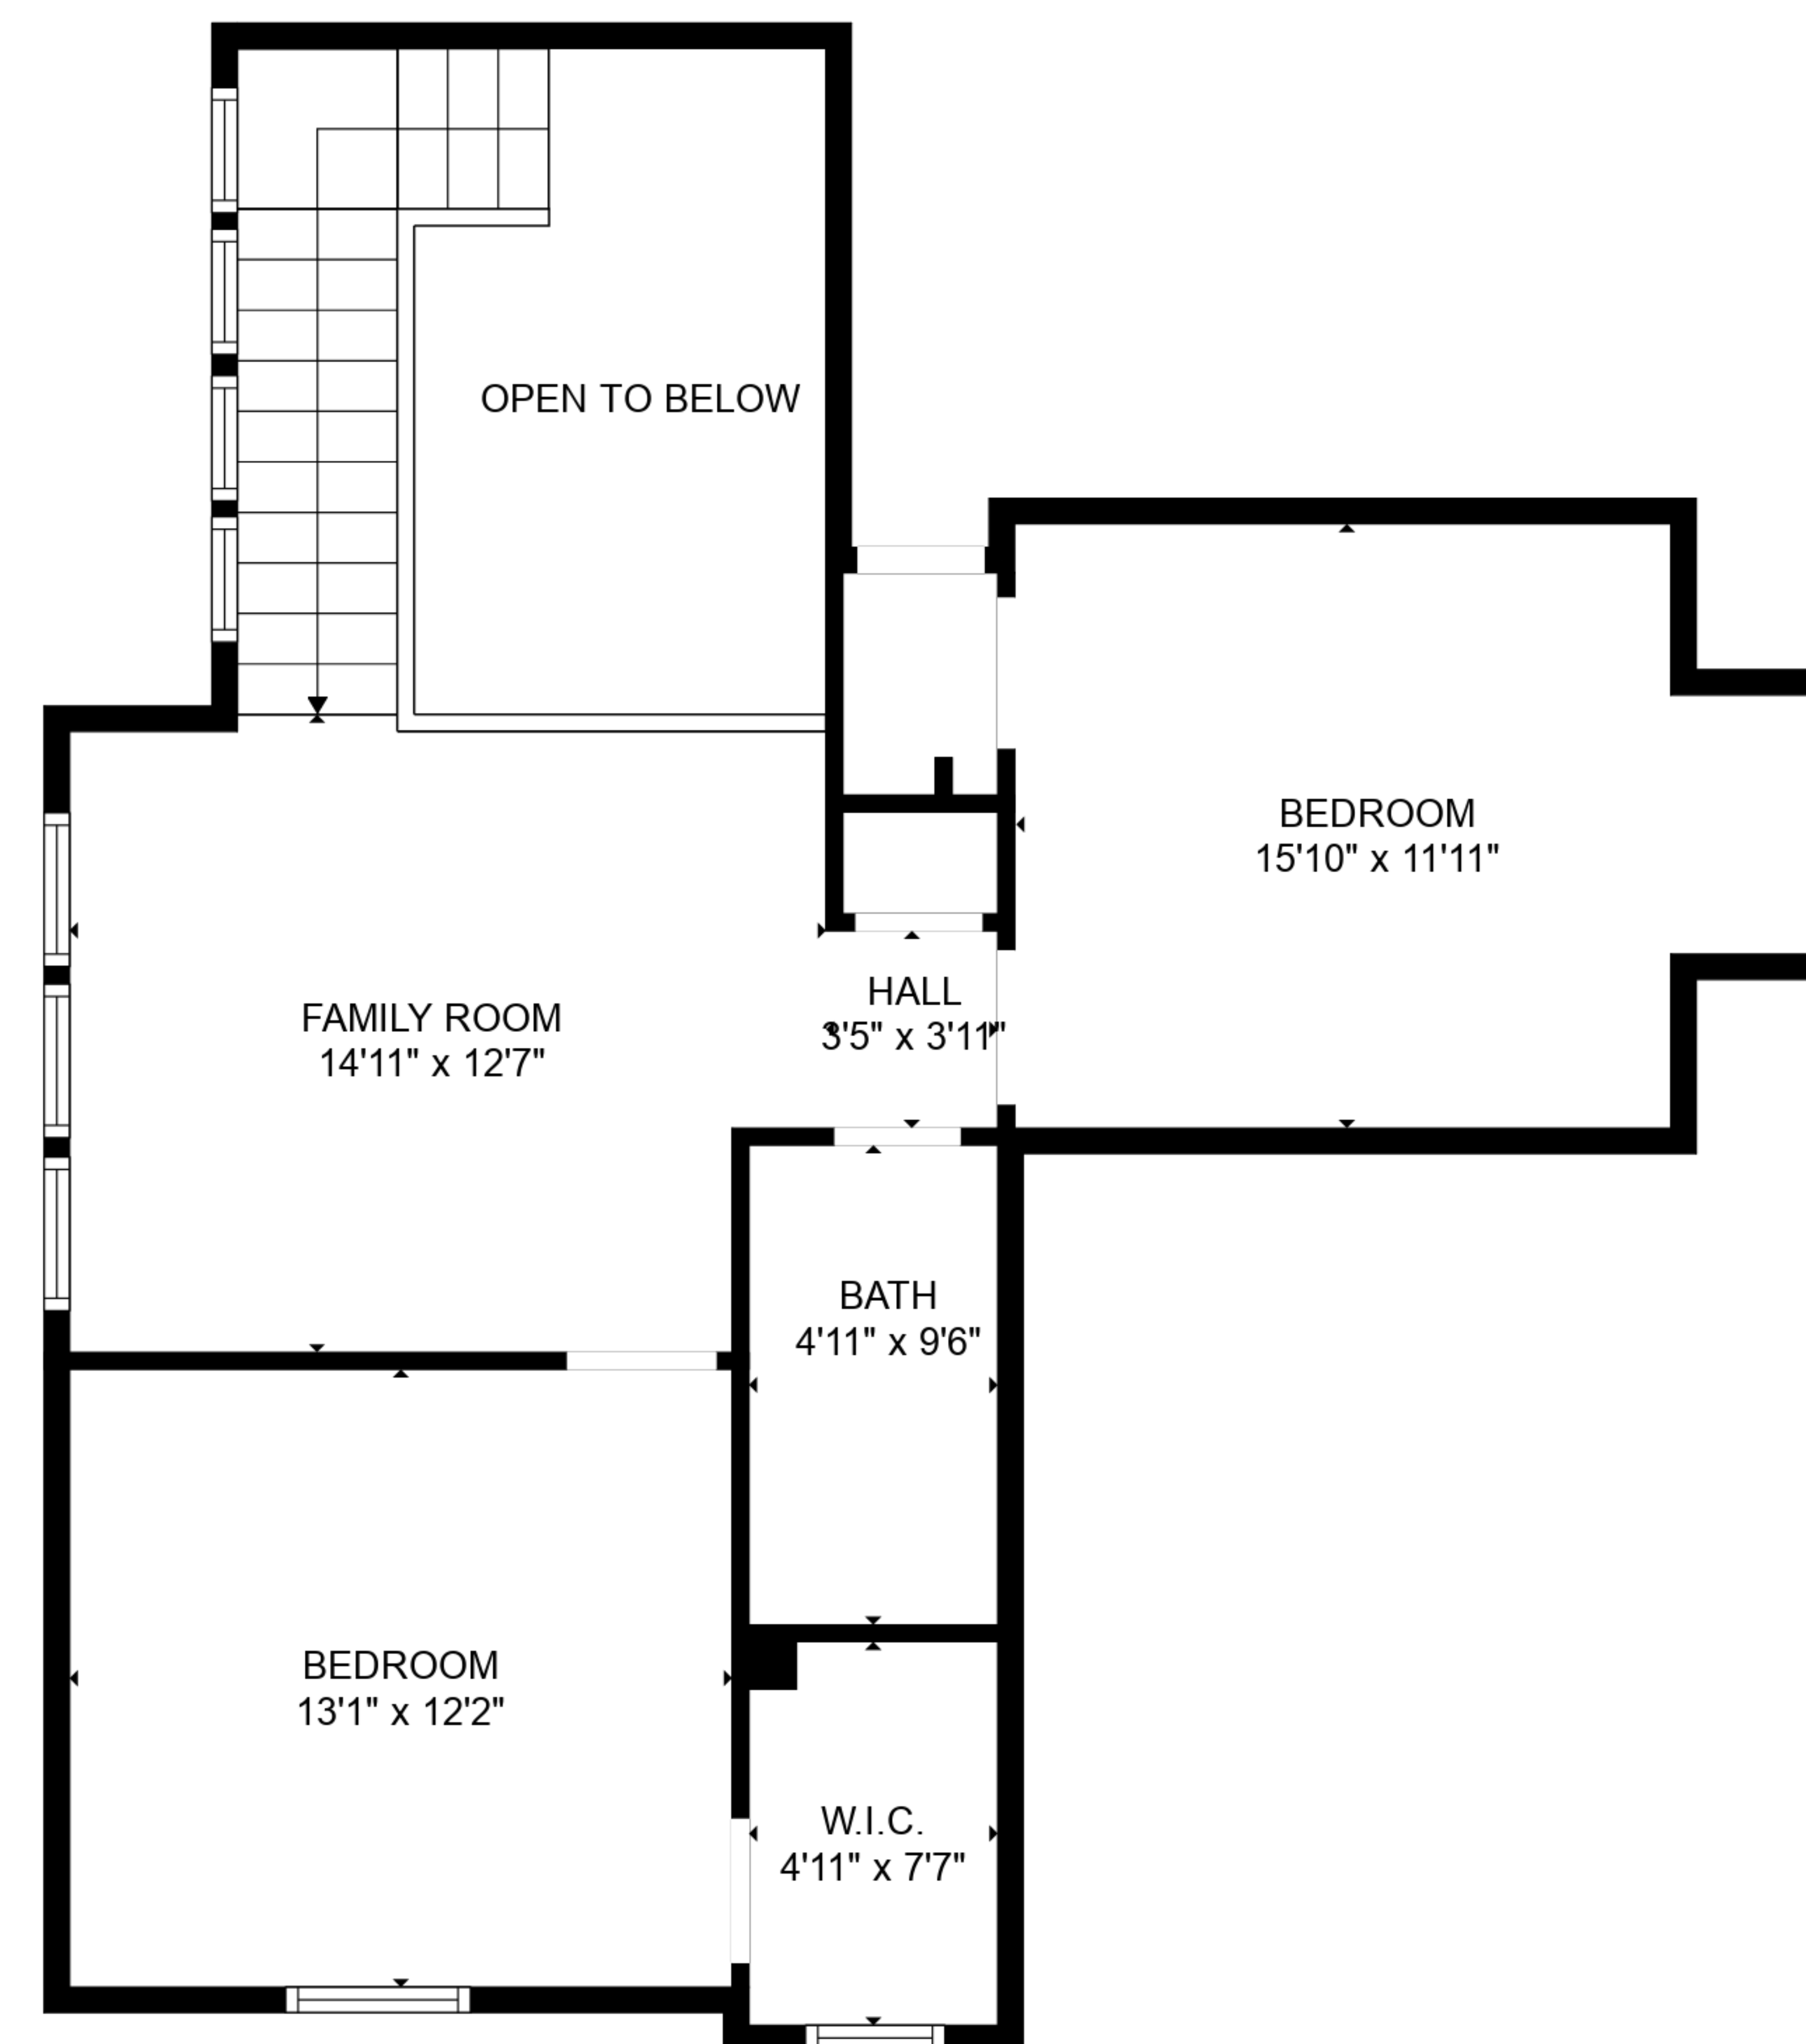 OPEN TO BELOW
BEDROOM
15'10" x 11'11"
HALL
3'5" x 3'11"
FAMILY ROOM
14'11" x 12'7"
BATH
4'11" x 9'6"
BEDROOM
13'1" x 12'2"
W.I.C.
4'11" x 7'7"